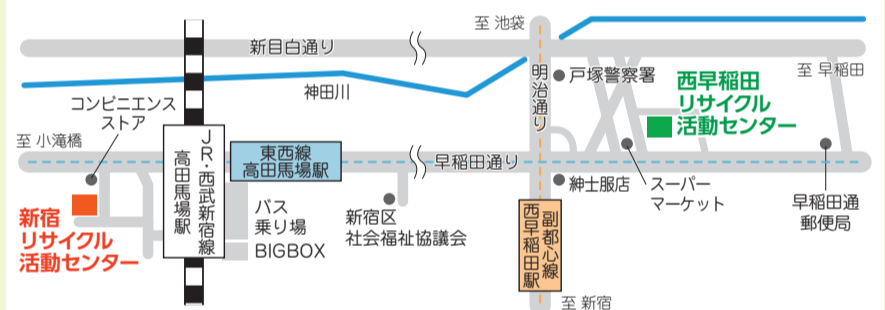 至 池袋
新目白通り
至 早稲田
戸塚警察署
明治通り
神田川
コンビニエンス
ストア
西早稲田
リサイクル
活動センター
至 小滝橋
JR・西武新宿線
高田馬場駅
東西線
高田馬場駅
早稲田通り
紳士服店
スーパー
マーケット
早稲田通
郵便局
バス
乗り場
BIGBOX
新宿区
社会福祉協議会
新宿
リサイクル
活動センター
副都心線
西早稲田駅
至 新宿